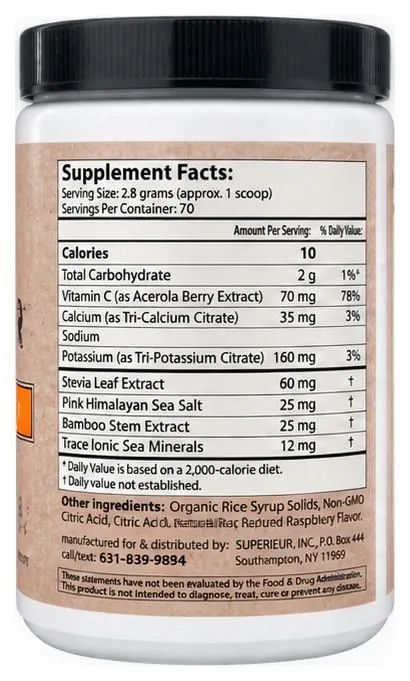 Supplement Facts:
Serving Size: 2.8 grams (approx. 1 scoop)
Servings Per Container: 70
Amount Per Serving: % Daily Value:
Calories 10
Total Carbohydrate 2 g 1%*
Vitamin C (as Acerola Berry Extract) 70 mg 78%
Calcium (as Tri-Calcium Citrate) 35 mg 3%
Sodium
Potassium (as Tri-Potassium Citrate) 160 mg 3%
Stevia Leaf Extract 60 mg †
Pink Himalayan Sea Salt 25 mg †
Bamboo Stem Extract 25 mg †
Trace Ionic Sea Minerals 12 mg †
* Daily Value is based on a 2,000-calorie diet.
† Daily value not established.
Other ingredients: Organic Rice Syrup Solids, Non-GMO
Citric Acid, Citric Acid, Flavor.
manufactured for & distributed by: SUPERIEUR, INC, P.O. Box 444
call/text: 631-839-9894 Southampton, NY 11969
These statements have not been evaluated by the Food & Drug Administration.
This product is not intended to diagnose, treat, cure or prevent any disease.